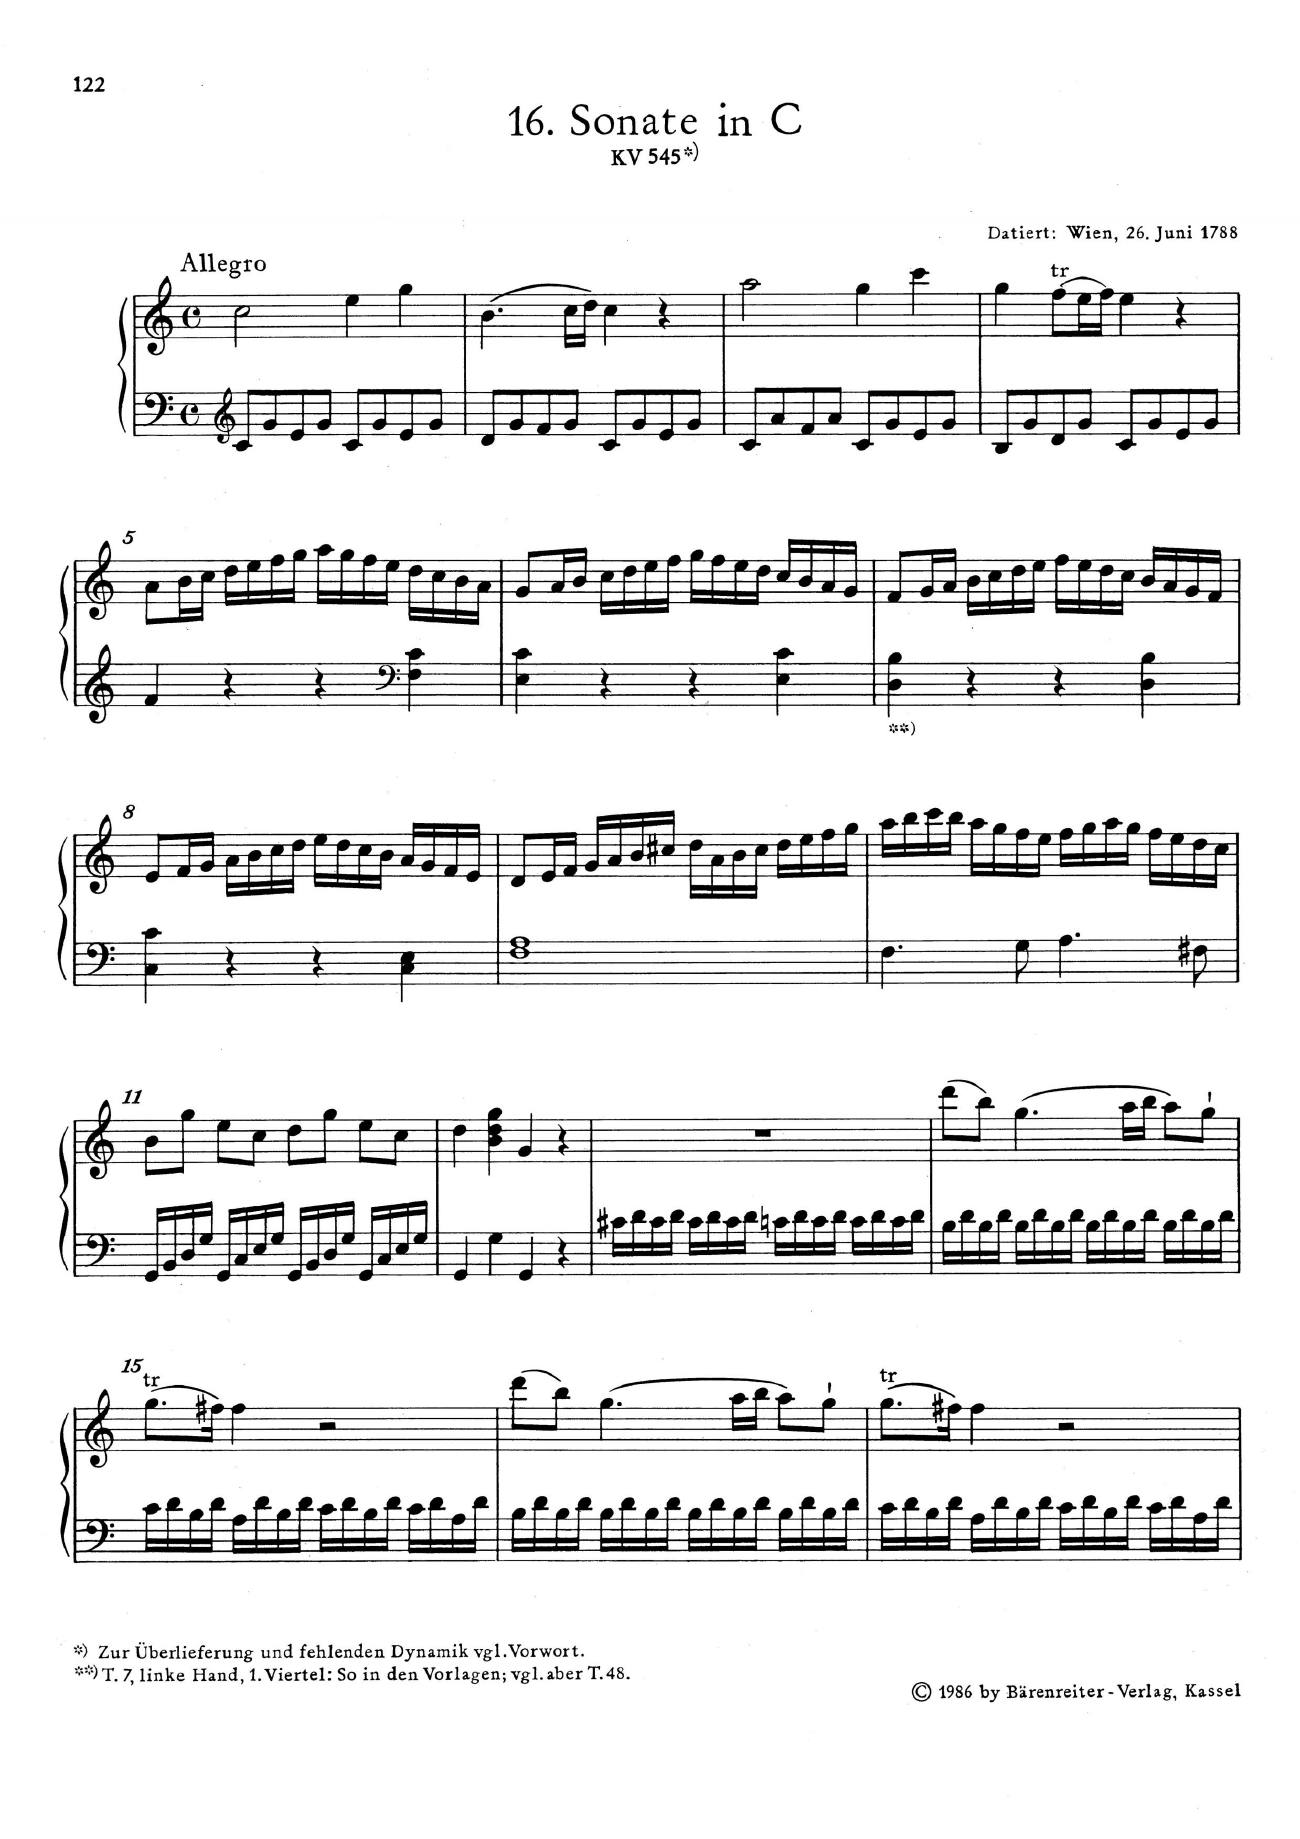 122
16. Sonate in C
KV 545*)
Datiert: Wien, 26. Juni 1788
Allegro
tr
5
**)
8
11
15
tr
tr
*) Zur Überlieferung und fehlenden Dynamik vgl. Vorwort.
**) T. 7, linke Hand, 1. Viertel: So in den Vorlagen; vgl. aber T. 48.
© 1986 by Bärenreiter-Verlag, Kassel